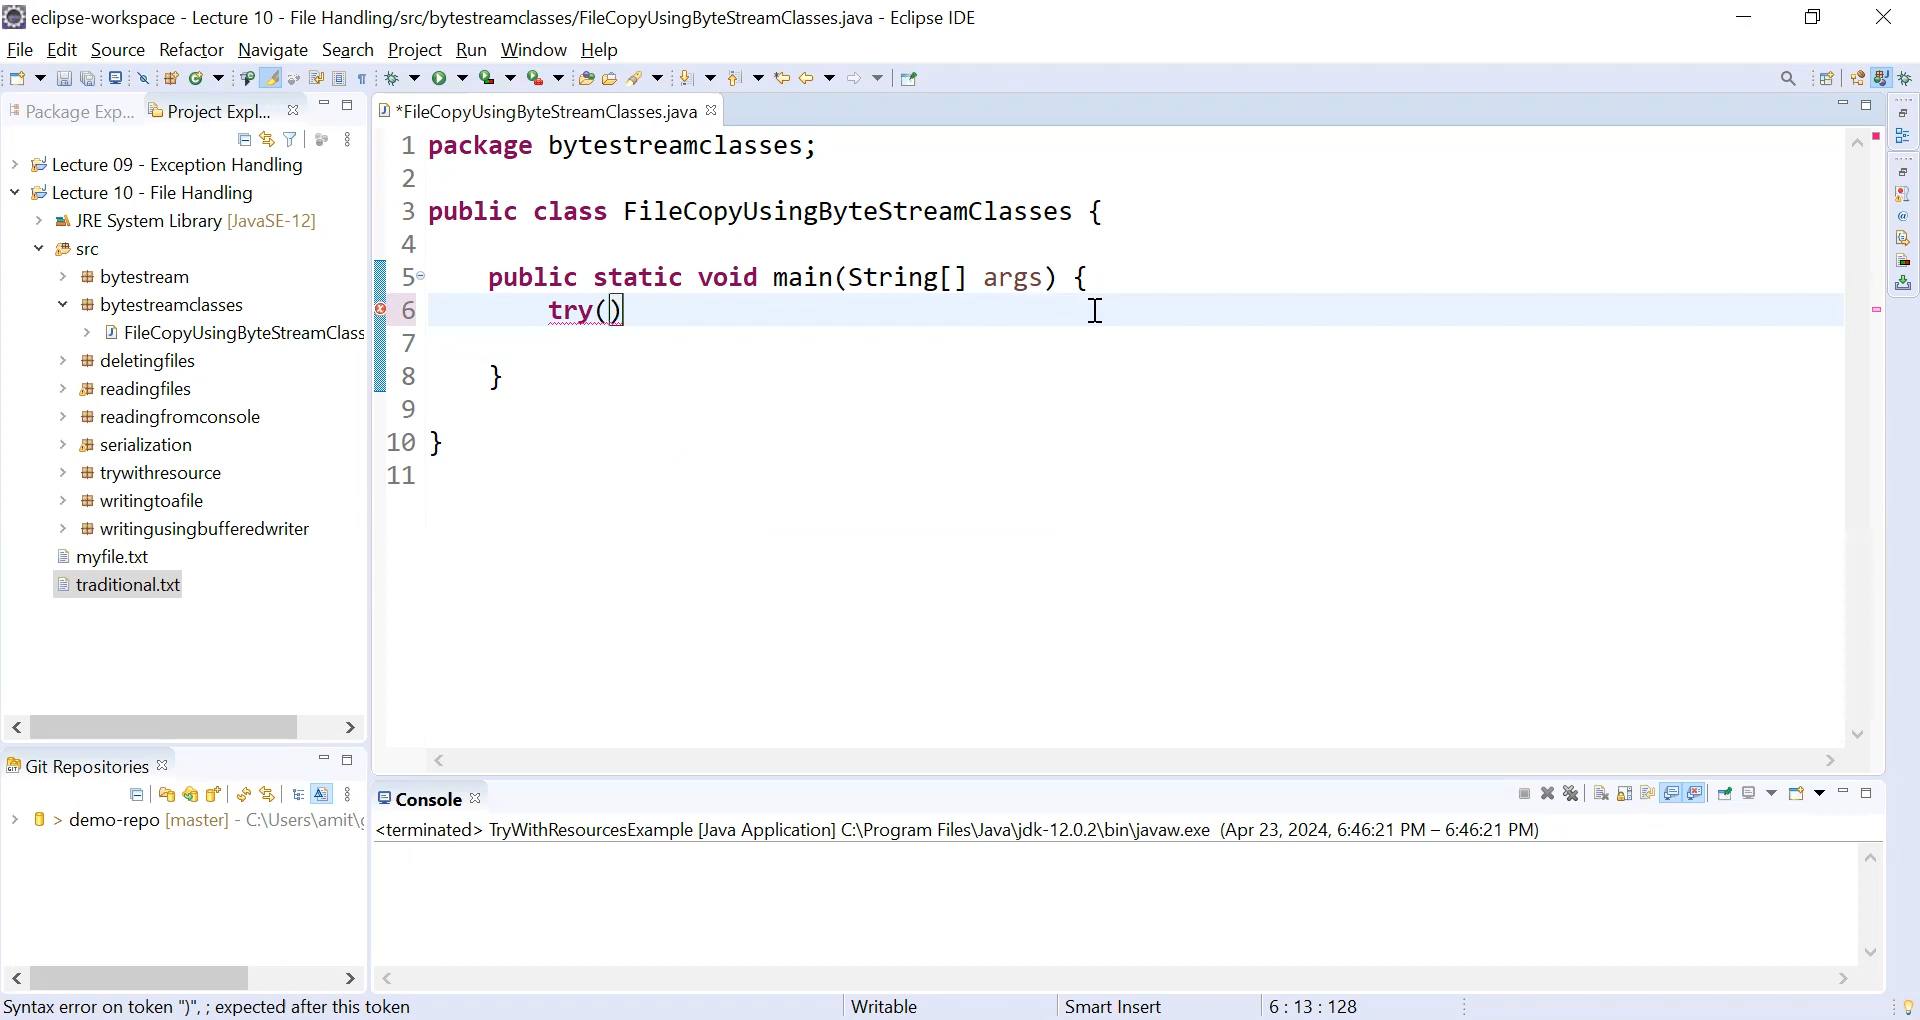 eclipse-workspace - Lecture 10 - File Handling/src/bytestreamclasses/FileCopyUsingByteStreamClasses.java - Eclipse IDE
File Edit Source Refactor Navigate Search Project Run Window Help
Package Exp... Project Expl...
*FileCopyUsingByteStreamClasses.java
Lecture 09 - Exception Handling
Lecture 10 - File Handling
JRE System Library [JavaSE-12]
src
bytestream
bytestreamclasses
FileCopyUsingByteStreamClass
deletingfiles
readingfiles
readingfromconsole
serialization
trywithresource
writingtoafile
writingusingbufferedwriter
myfile.txt
traditional.txt
1 package bytestreamclasses;
2
3 public class FileCopyUsingByteStreamClasses {
4
5 public static void main(String[] args) {
6 try()
7
8 }
9
10 }
11
Git Repositories
> demo-repo [master] - C:\Users\amit\g
Console
<terminated> TryWithResourcesExample [Java Application] C:\Program Files\Java\jdk-12.0.2\bin\javaw.exe (Apr 23, 2024, 6:46:21 PM – 6:46:21 PM)
Syntax error on token ")", ; expected after this token
Writable
Smart Insert
6 : 13 : 128